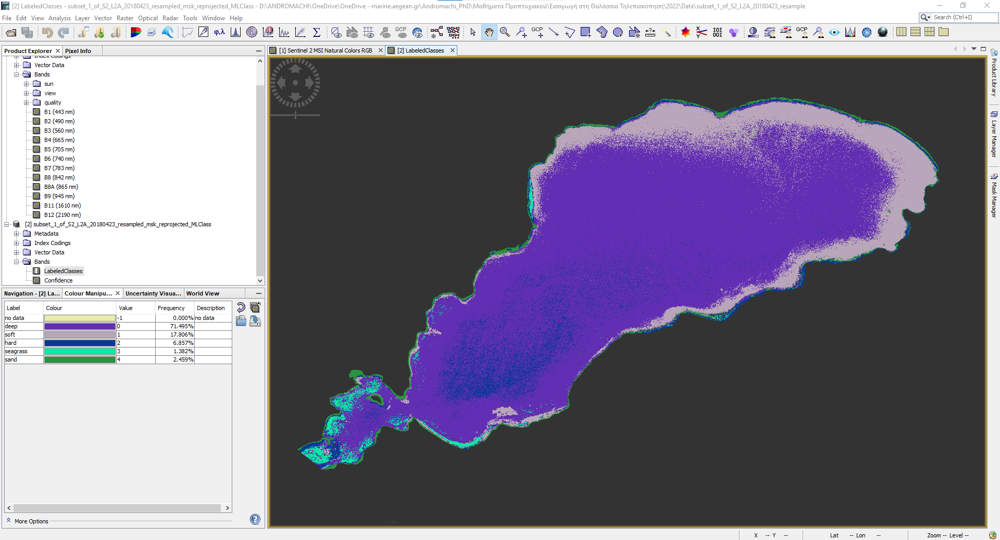 [2] LabeledClasses - subset_1_of_S2_L2A_20180423_resampled_msk_reprojected_MLClass - D:\ANDROMACHI\OneDrive\OneDrive - marine.aegean.gr\Andromachi_PhD\Μαθήματα Προπτυχιακού\Εισαγωγή στη Θαλάσσια Τηλεπισκόπηση\2022\Data\subset_1_of_S2_L2A_20180423_resample
File Edit View Analysis Layer Vector Raster Optical Radar Tools Window Help
Search (Ctrl+I)
Product Explorer
Pixel Info
[1] Sentinel 2 MSI Natural Colors RGB
[2] LabeledClasses
Index Codings
Vector Data
Bands
sun
view
quality
B1 (443 nm)
B2 (490 nm)
B3 (560 nm)
B4 (665 nm)
B5 (705 nm)
B6 (740 nm)
B7 (783 nm)
B8 (842 nm)
B8A (865 nm)
B9 (945 nm)
B11 (1610 nm)
B12 (2190 nm)
[2] subset_1_of_S2_L2A_20180423_resampled_msk_reprojected_MLClass
Metadata
Index Codings
Vector Data
Bands
LabeledClasses
Confidence
Navigation - [2] La...
Colour Manipu...
Uncertainty Visua...
World View
Label Colour Value Frequency Description
no data -1 0.000% no data
deep 0 71.495%
soft 1 17.806%
hard 2 6.857%
seagrass 3 1.382%
sand 4 2.459%
More Options
Product Library
Layer Manager
Mask Manager
X -- Y -- Lat -- Lon -- Zoom -- Level --